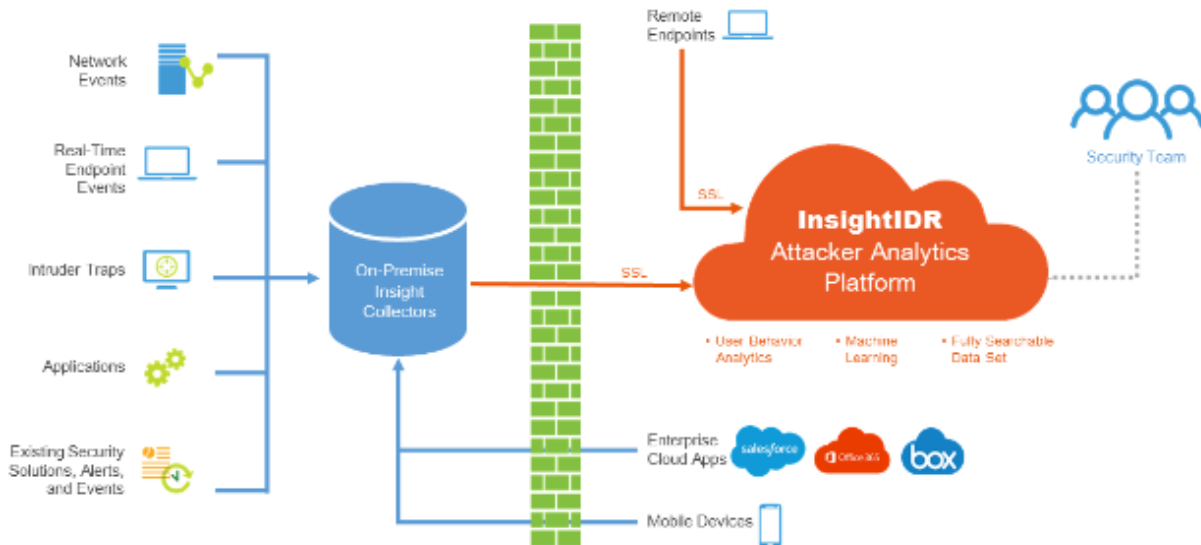 Network
Events
Real-Time
Endpoint
Events
Intruder Traps
Applications
Existing Security
Solutions, Alerts,
and Events
On-Premise
Insight
Collectors
SSL
Remote
Endpoints
SSL
InsightIDR
Attacker Analytics
Platform
• User Behavior
Analytics
• Machine
Learning
• Fully Searchable
Data Set
Security Team
Enterprise
Cloud Apps
salesforce
Office 365
box
Mobile Devices